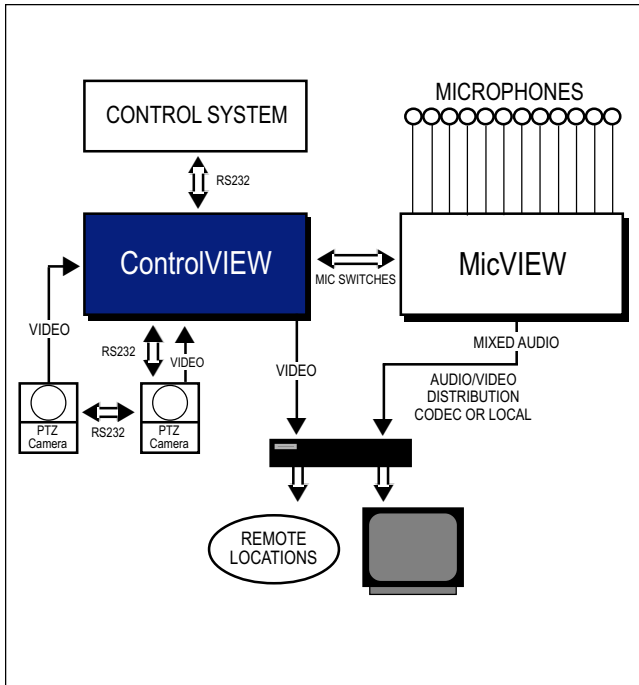 MICROPHONES
CONTROL SYSTEM
RS232
ControlVIEW
MIC SWITCHES
MicVIEW
VIDEO
RS232
VIDEO
VIDEO
MIXED AUDIO
AUDIO/VIDEO
DISTRIBUTION
CODEC OR LOCAL
PTZ
Camera
RS232
PTZ
Camera
REMOTE
LOCATIONS